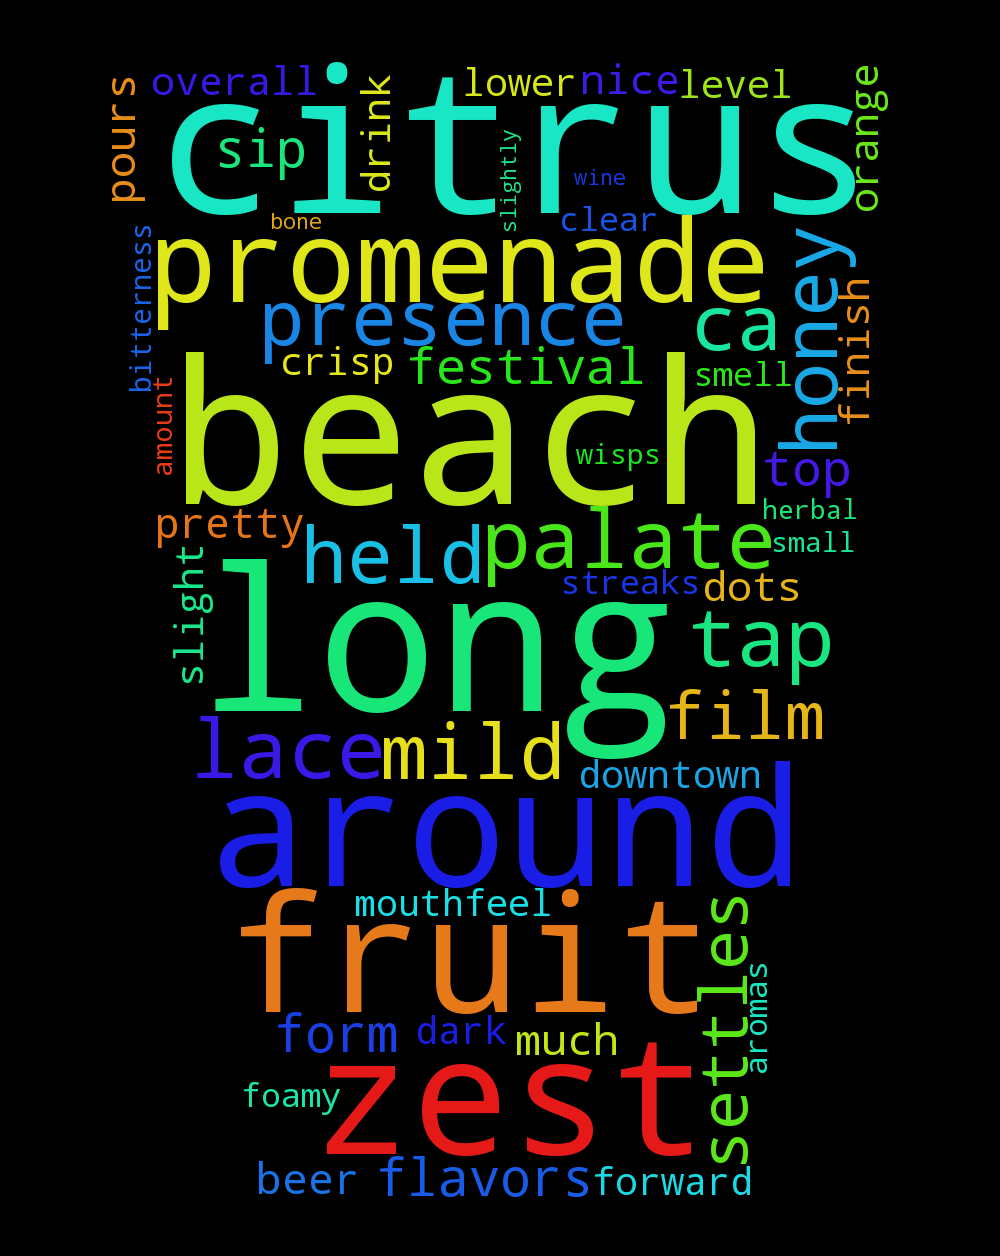 overall
lower
nice
level
pours
drink
orange
citrus
sip
slightly
wine
bone
clear
promenade
bitterness
honey
presence
ca
finish
crisp
festival
smell
amount
beach
wisps
top
herbal
pretty
held
palate
small
slight
streaks
dots
long
tap
film
lace
mild
downtown
around
mouthfeel
fruit
settles
aromas
form
dark
much
zest
foamy
beer
flavors
forward